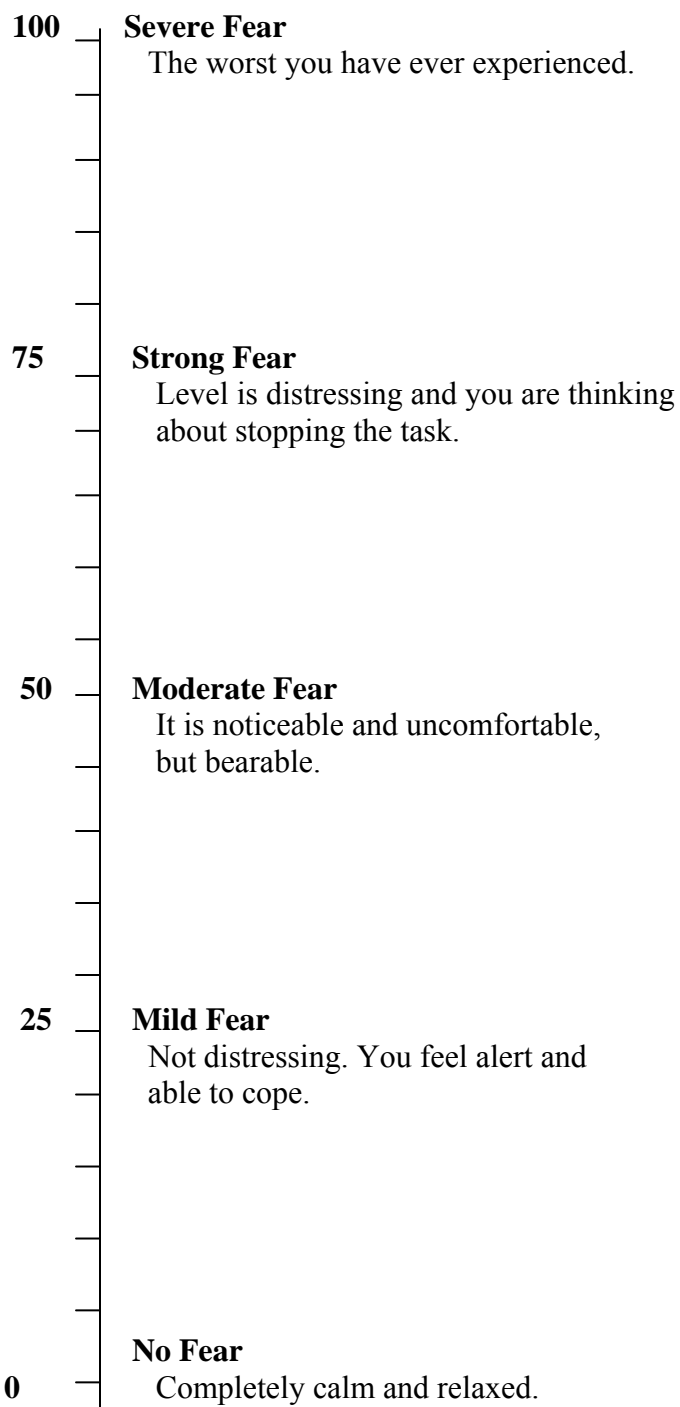 100 Severe Fear
The worst you have ever experienced.
75 Strong Fear
Level is distressing and you are thinking
about stopping the task.
50 Moderate Fear
It is noticeable and uncomfortable,
but bearable.
25 Mild Fear
Not distressing. You feel alert and
able to cope.
No Fear
0 Completely calm and relaxed.